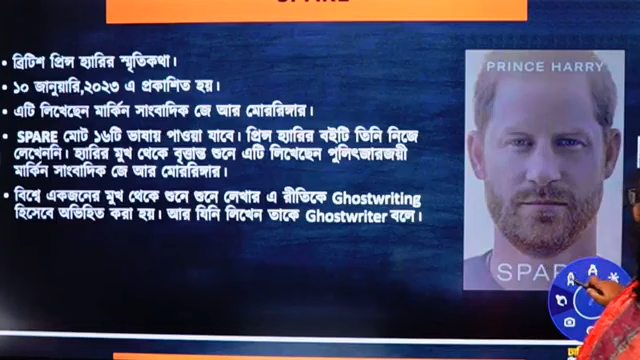 SPARE
• ব্রিটিশ প্রিন্স হ্যারির স্মৃতিকথা।
• ১০ জানুয়ারি,২০২৩ এ প্রকাশিত হয়।
• এটি লিখেছেন মার্কিন সাংবাদিক জে আর মোররিঙ্গার।
• SPARE মোট ১৬টি ভাষায় পাওয়া যাবে। প্রিন্স হ্যারির বইটি তিনি নিজে
লেখেননি। হ্যারির মুখ থেকে বৃত্তান্ত শুনে এটি লিখেছেন পুলিৎজারজয়ী
মার্কিন সাংবাদিক জে আর মোররিঙ্গার।
• বিশ্বে একজনের মুখ থেকে শুনে শুনে লেখার এ রীতিকে Ghostwriting
হিসেবে অভিহিত করা হয়। আর যিনি লিখেন তাকে Ghostwriter বলে।
PRINCE HARRY